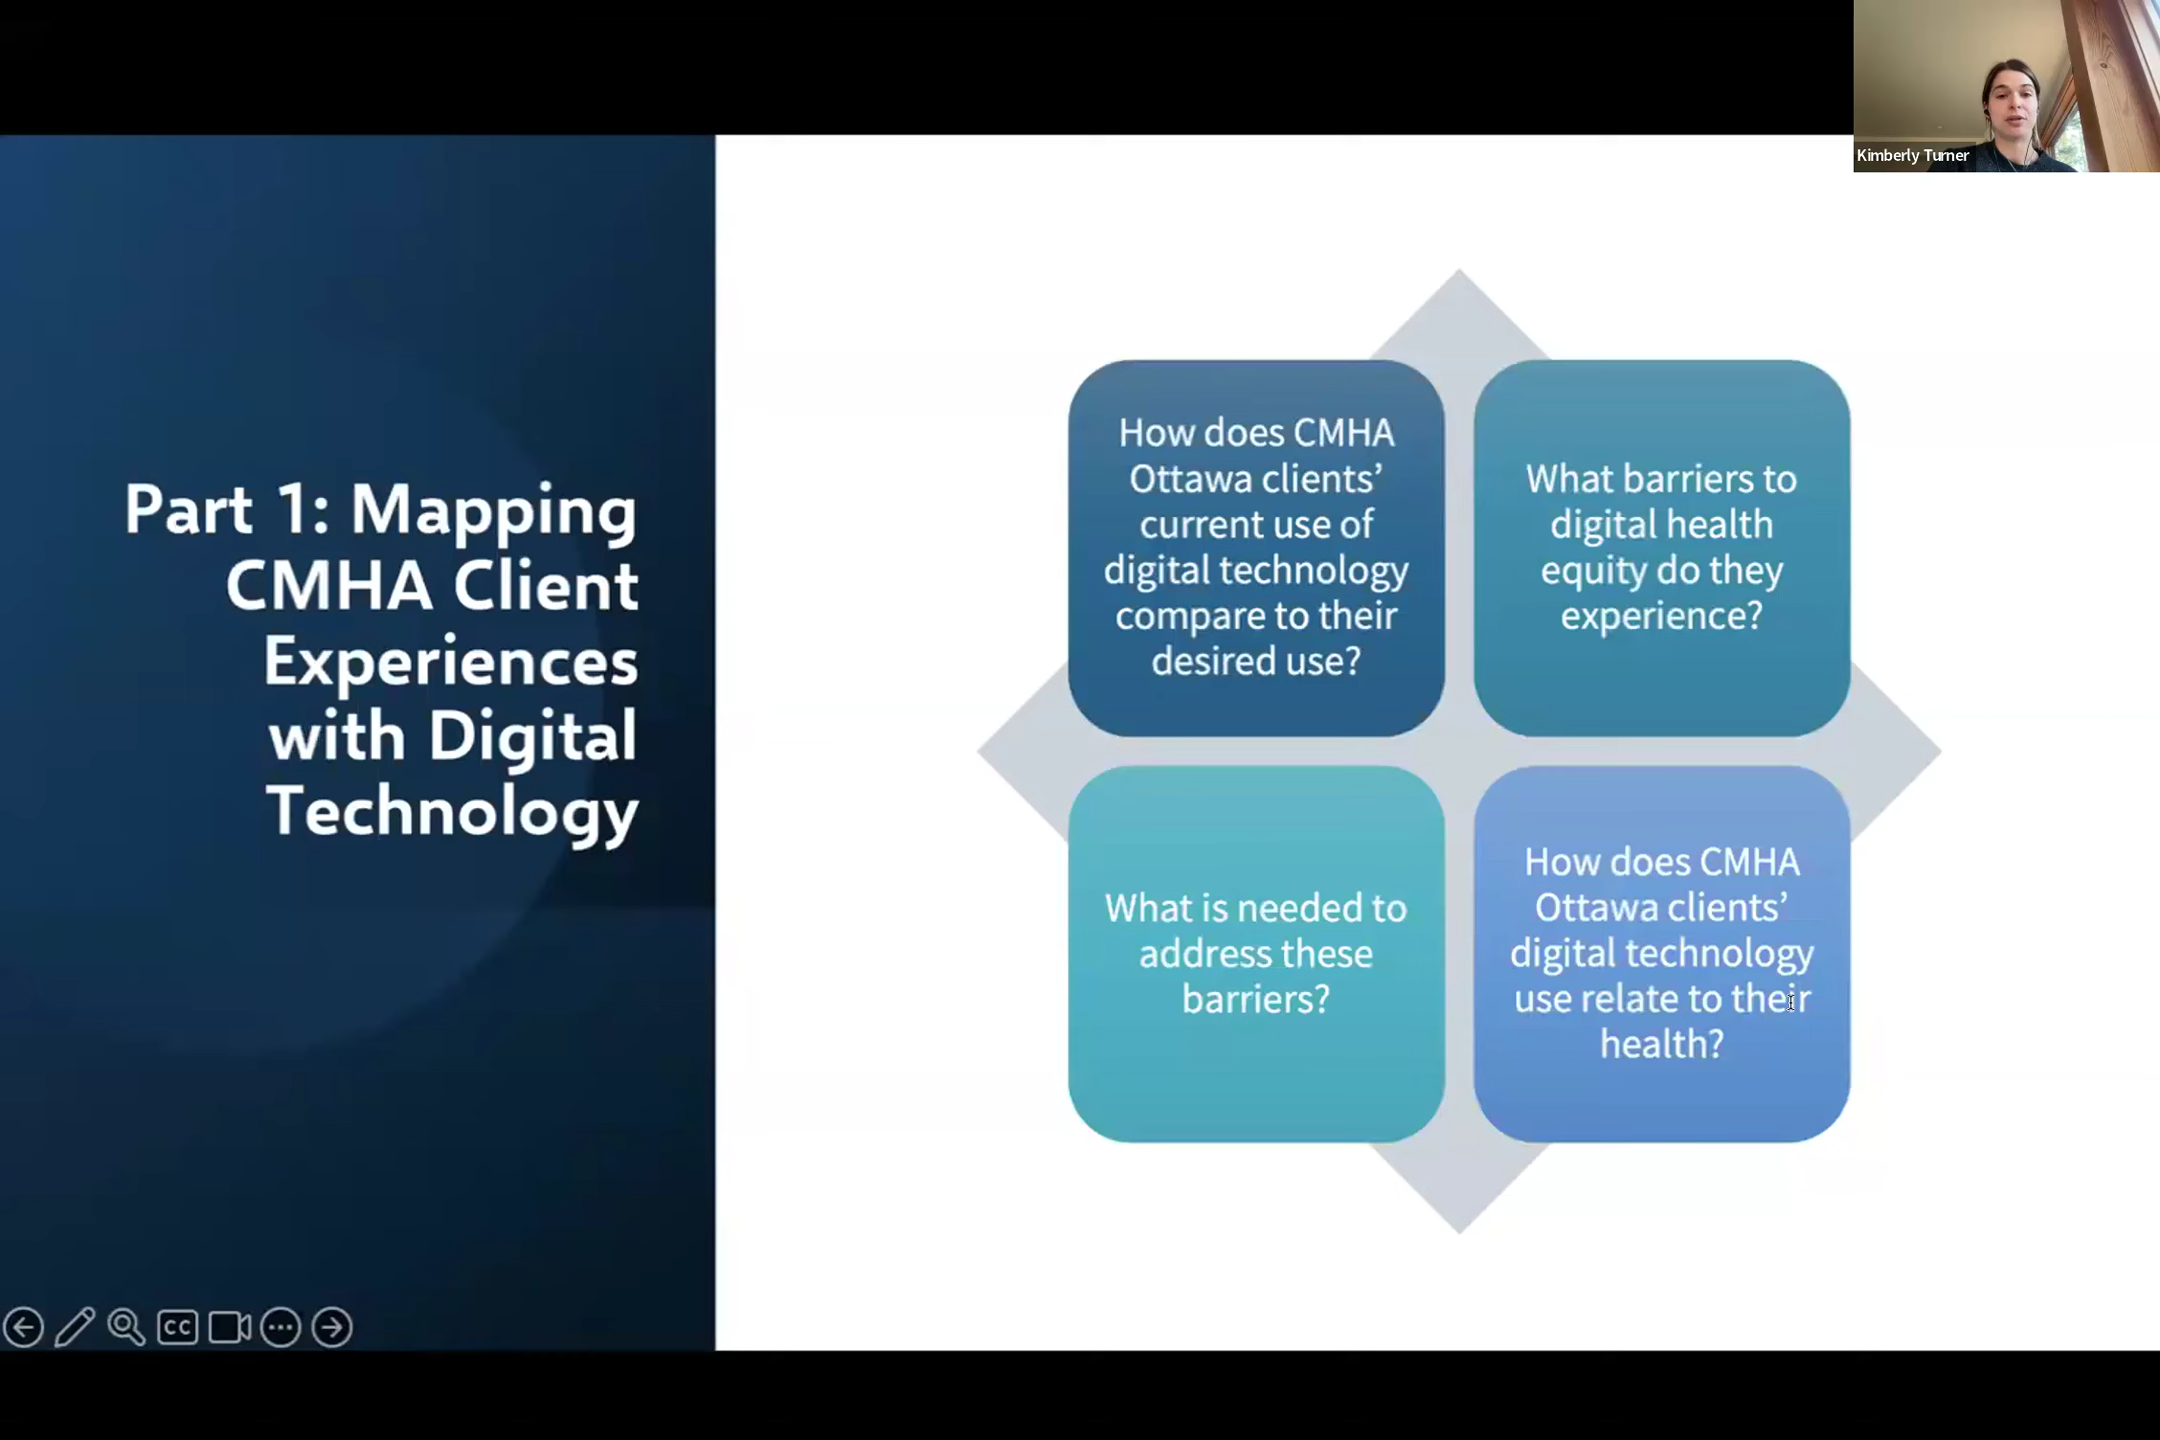 Kimberly Turner
Part 1: Mapping
CMHA Client
Experiences
with Digital
Technology
How does CMHA
Ottawa clients’
current use of
digital technology
compare to their
desired use?
What barriers to
digital health
equity do they
experience?
What is needed to
address these
barriers?
How does CMHA
Ottawa clients’
digital technology
use relate to their
health?
CC